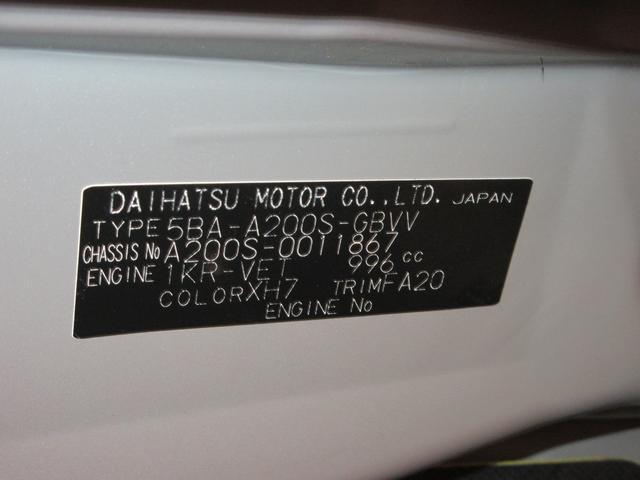 DAIHATSU MOTOR CO.,LTD. JAPAN
TYPE 5BA-A200S-GBVV
CHASSIS No A200S-0011867
ENGINE 1KR-VET 996 cc
COLOR XH7 TRIM FA20
ENGINE No